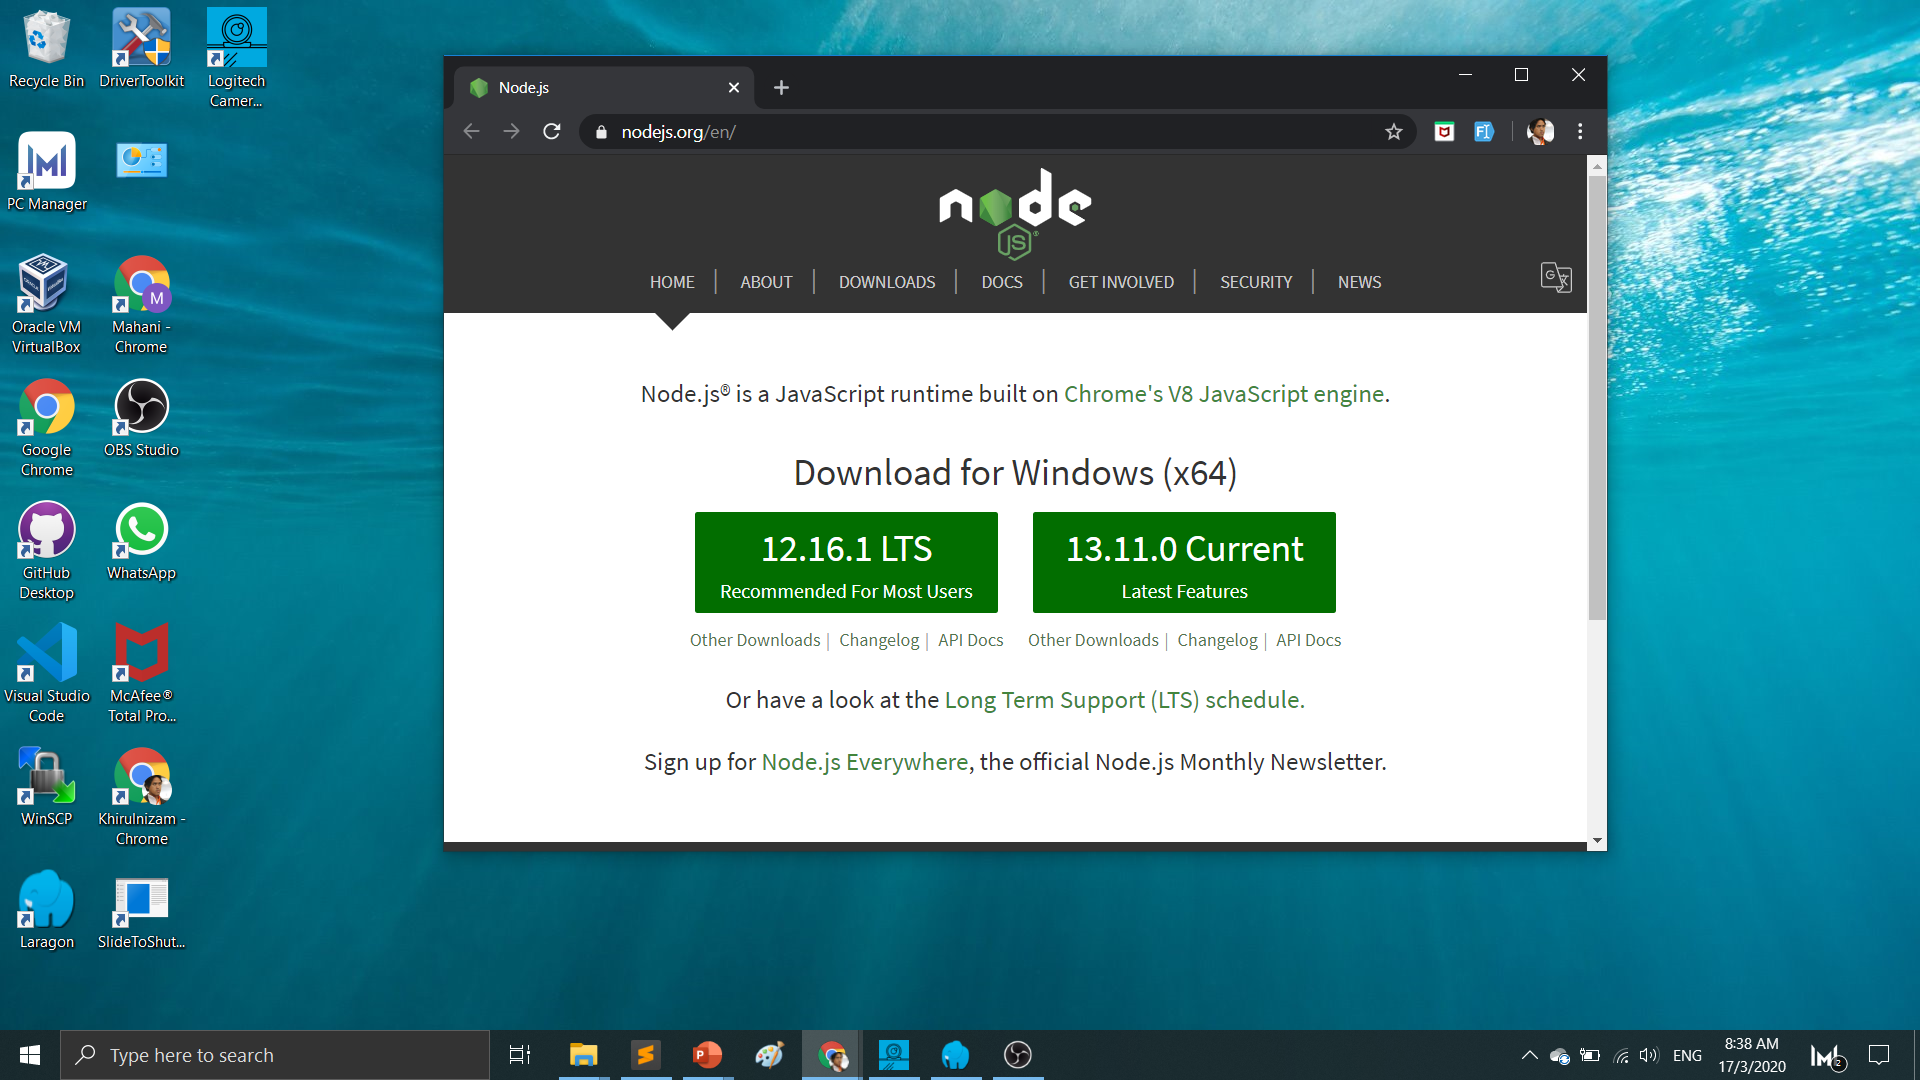 Recycle Bin
DriverToolkit
Logitech
Camer...
PC Manager
Oracle VM
VirtualBox
M
Mahani -
Chrome
Google
Chrome
OBS Studio
GitHub
Desktop
WhatsApp
Visual Studio
Code
McAfee®
Total Pro...
WinSCP
Khirulnizam -
Chrome
Laragon
SlideToShut...
Node.js
nodejs.org/en/
node
JS®
HOME
ABOUT
DOWNLOADS
DOCS
GET INVOLVED
SECURITY
NEWS
Node.js® is a JavaScript runtime built on Chrome's V8 JavaScript engine.
Download for Windows (x64)
12.16.1 LTS
Recommended For Most Users
13.11.0 Current
Latest Features
Other Downloads | Changelog | API Docs
Other Downloads | Changelog | API Docs
Or have a look at the Long Term Support (LTS) schedule.
Sign up for Node.js Everywhere, the official Node.js Monthly Newsletter.
Type here to search
ENG
8:38 AM
17/3/2020
2